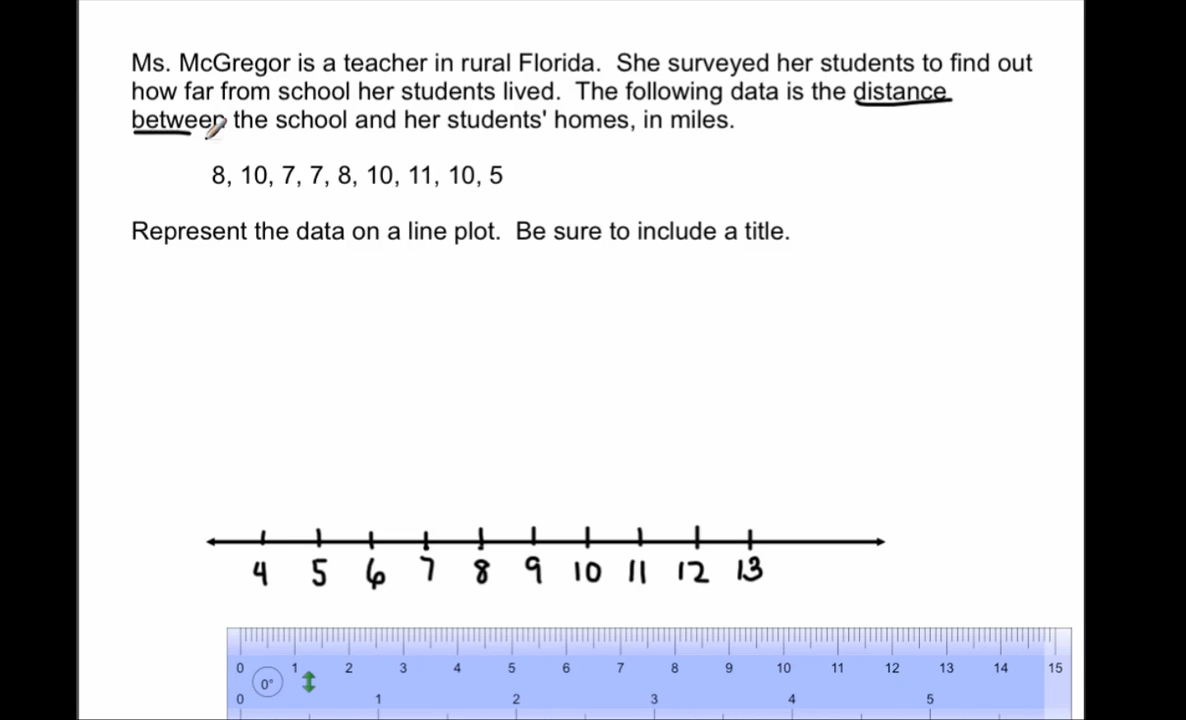 Ms. McGregor is a teacher in rural Florida. She surveyed her students to find out
how far from school her students lived. The following data is the distance
between the school and her students' homes, in miles.
8, 10, 7, 7, 8, 10, 11, 10, 5
Represent the data on a line plot. Be sure to include a title.
4 5 6 7 8 9 10 11 12 13
0 1 2 3 4 5 6 7 8 9 10 11 12 13 14 15
0°
0 1 2 3 4 5